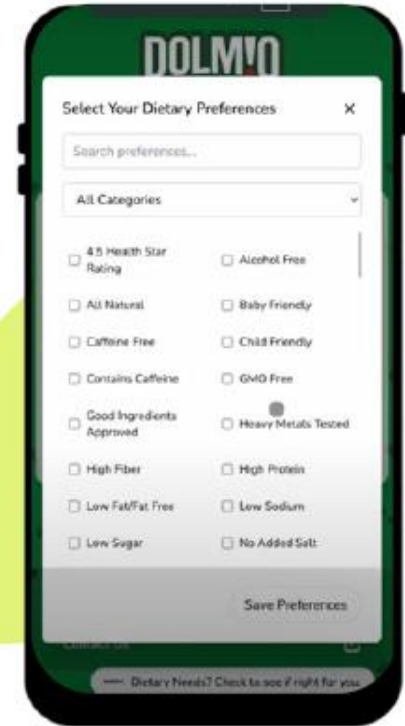 DOLMIO
Select Your Dietary Preferences
Search preferences...
All Categories
4.5 Health Star
Rating
Alcohol Free
All Natural
Baby Friendly
Caffeine Free
Child Friendly
Contains Caffeine
GMO Free
Good Ingredients
Approved
Heavy Metals Tested
High Fiber
High Protein
Low Fat/Fat Free
Low Sodium
Low Sugar
No Added Salt
Save Preferences
Contact Us
Dietary Needs? Check to see if right for you